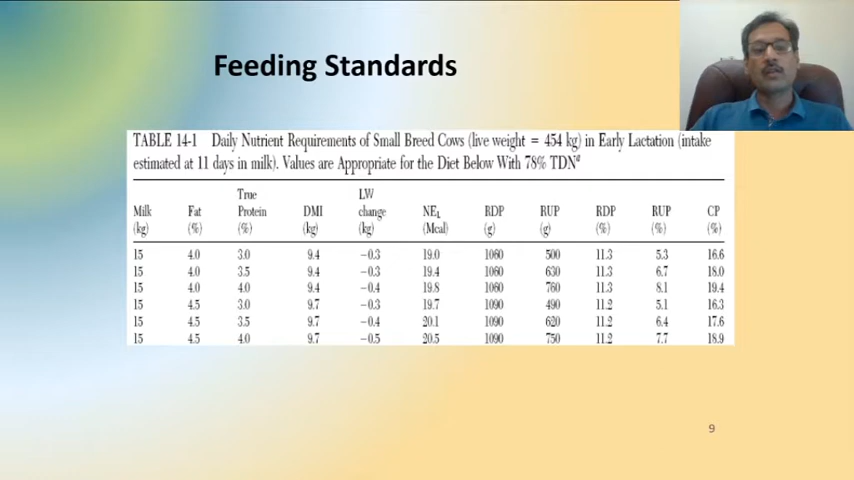 Feeding Standards
TABLE 14-1 Daily Nutrient Requirements of Small Breed Cows (live weight = 454 kg) in Early Lactation (intake
estimated at 11 days in milk). Values are Appropriate for the Diet Below With 78% TDNa
True LW
Milk Fat Protein DMI change NEL RDP RUP RDP RUP CP
(kg) (%) (%) (kg) (kg) (Mcal) (g) (g) (%) (%) (%)
15 4.0 3.0 9.4 −0.3 19.0 1060 500 11.3 5.3 16.6
15 4.0 3.5 9.4 −0.3 19.4 1060 630 11.3 6.7 18.0
15 4.0 4.0 9.4 −0.4 19.8 1060 760 11.3 8.1 19.4
15 4.5 3.0 9.7 −0.3 19.7 1090 490 11.2 5.1 16.3
15 4.5 3.5 9.7 −0.4 20.1 1090 620 11.2 6.4 17.6
15 4.5 4.0 9.7 −0.5 20.5 1090 750 11.2 7.7 18.9
9